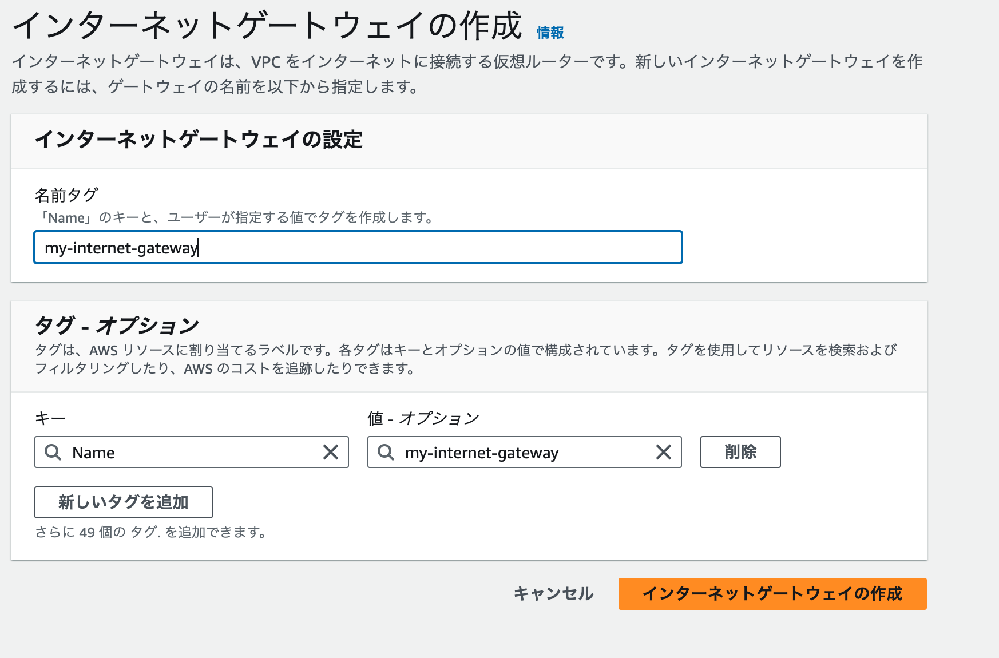 インターネットゲートウェイの作成 情報
インターネットゲートウェイは、VPC をインターネットに接続する仮想ルーターです。新しいインターネットゲートウェイを作
成するには、ゲートウェイの名前を以下から指定します。
インターネットゲートウェイの設定
名前タグ
「Name」のキーと、ユーザーが指定する値でタグを作成します。
my-internet-gateway
タグ - オプション
タグは、AWS リソースに割り当てるラベルです。各タグはキーとオプションの値で構成されています。タグを使用してリソースを検索および
フィルタリングしたり、AWS のコストを追跡したりできます。
キー 値 - オプション
Name my-internet-gateway 削除
新しいタグを追加
さらに 49 個の タグ. を追加できます。
キャンセル インターネットゲートウェイの作成